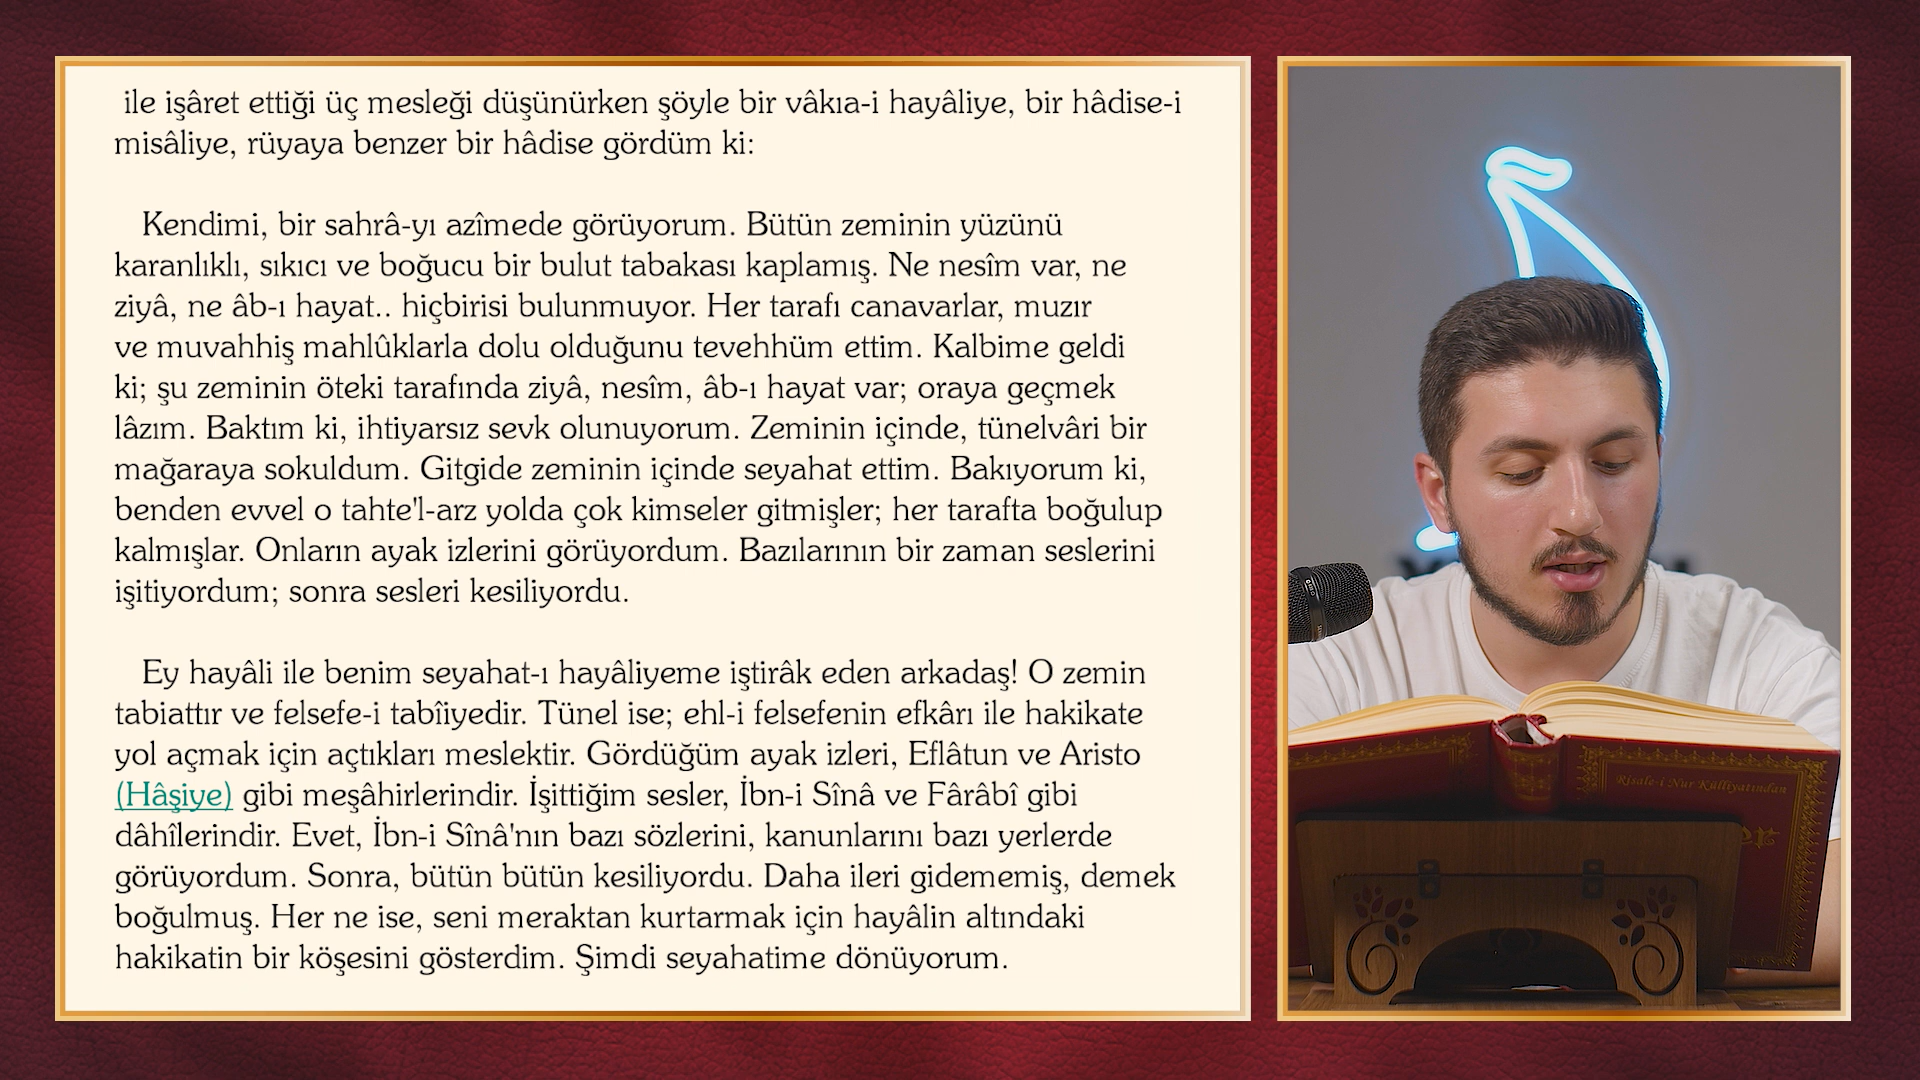 ile işâret ettiği üç mesleği düşünürken şöyle bir vâkıa-i hayâliye, bir hâdise-i
misâliye, rüyaya benzer bir hâdise gördüm ki:
Kendimi, bir sahrâ-yı azîmede görüyorum. Bütün zeminin yüzünü
karanlıklı, sıkıcı ve boğucu bir bulut tabakası kaplamış. Ne nesîm var, ne
ziyâ, ne âb-ı hayat.. hiçbirisi bulunmuyor. Her tarafı canavarlar, muzır
ve muvahhiş mahlûklarla dolu olduğunu tevehhüm ettim. Kalbime geldi
ki; şu zeminin öteki tarafında ziyâ, nesîm, âb-ı hayat var; oraya geçmek
lâzım. Baktım ki, ihtiyarsız sevk olunuyorum. Zeminin içinde, tünelvâri bir
mağaraya sokuldum. Gitgide zeminin içinde seyahat ettim. Bakıyorum ki,
benden evvel o tahte'l-arz yolda çok kimseler gitmişler; her tarafta boğulup
kalmışlar. Onların ayak izlerini görüyordum. Bazılarının bir zaman seslerini
işitiyordum; sonra sesleri kesiliyordu.
Ey hayâli ile benim seyahat-ı hayâliyeme iştirâk eden arkadaş! O zemin
tabiattır ve felsefe-i tabîiyedir. Tünel ise; ehl-i felsefenin efkârı ile hakikate
yol açmak için açtıkları meslektir. Gördüğüm ayak izleri, Eflâtun ve Aristo
(Hâşiye) gibi meşâhirlerindir. İşittiğim sesler, İbn-i Sînâ ve Fârâbî gibi
dâhîlerindir. Evet, İbn-i Sînâ'nın bazı sözlerini, kanunlarını bazı yerlerde
görüyordum. Sonra, bütün bütün kesiliyordu. Daha ileri gidememiş, demek
boğulmuş. Her ne ise, seni meraktan kurtarmak için hayâlin altındaki
hakikatin bir köşesini gösterdim. Şimdi seyahatime dönüyorum.
Risale-i Nur Külliyatından